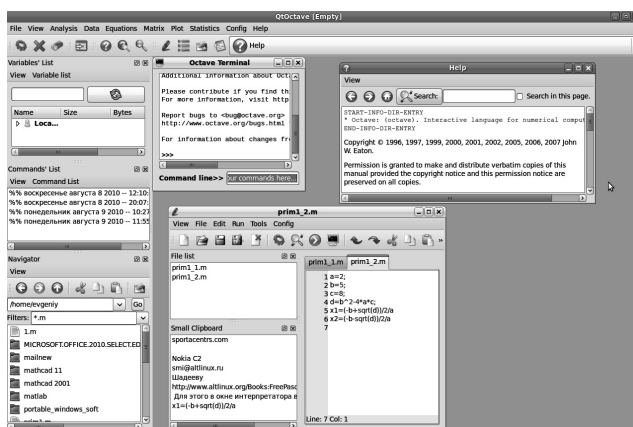 QtOctave [Empty]
File View Analysis Data Equations Matrix Plot Statistics Config Help
Help
Variables' List
View Variable list
Name Size Bytes
Loca...
Commands' List
View Command List
%% воскресенье августа 8 2010 -- 12:10:
%% воскресенье августа 8 2010 -- 20:07:
%% понедельник августа 9 2010 -- 10:27
%% понедельник августа 9 2010 -- 11:55
Navigator
View
/home/evgeniy
Go
Filters: *.m
1.m
MICROSOFT.OFFICE.2010.SELECT.ED
mailnew
mathcad 11
mathcad 2001
matlab
portable_windows_soft
prim1.m
Octave Terminal
Additional information about Octa
Please contribute if you find thi
For more information, visit http
Report bugs to <bug@octave.org>
http://www.octave.org/bugs.html
For information about changes fr
>>>
Command line>> our commands here...
Help
View
Search:
Search in this page.
START-INFO-DIR-ENTRY
* Octave: (octave). Interactive language for numerical comput
END-INFO-DIR-ENTRY
Copyright © 1996, 1997, 1999, 2000, 2001, 2002, 2005, 2006, 2007 John
W. Eaton.
Permission is granted to make and distribute verbatim copies of this
manual provided the copyright notice and this permission notice are
preserved on all copies.
prim1_2.m
View File Edit Run Tools Config
File list
prim1_1.m
prim1_2.m
Small Clipboard
sportacentrs.com
Nokia C2
smi@altlinux.ru
Шадееву
http://www.altlinux.org/Books:FreePasc
Для этого в окне интерпретатора в
x1=(-b+sqrt(d))/2/a
prim1_1.m prim1_2.m
1 a=2;
2 b=5;
3 c=8;
4 d=b^2-4*a*c;
5 x1=(-b+sqrt(d))/2/a
6 x2=(-b-sqrt(d))/2/a
7
Line: 7 Col: 1